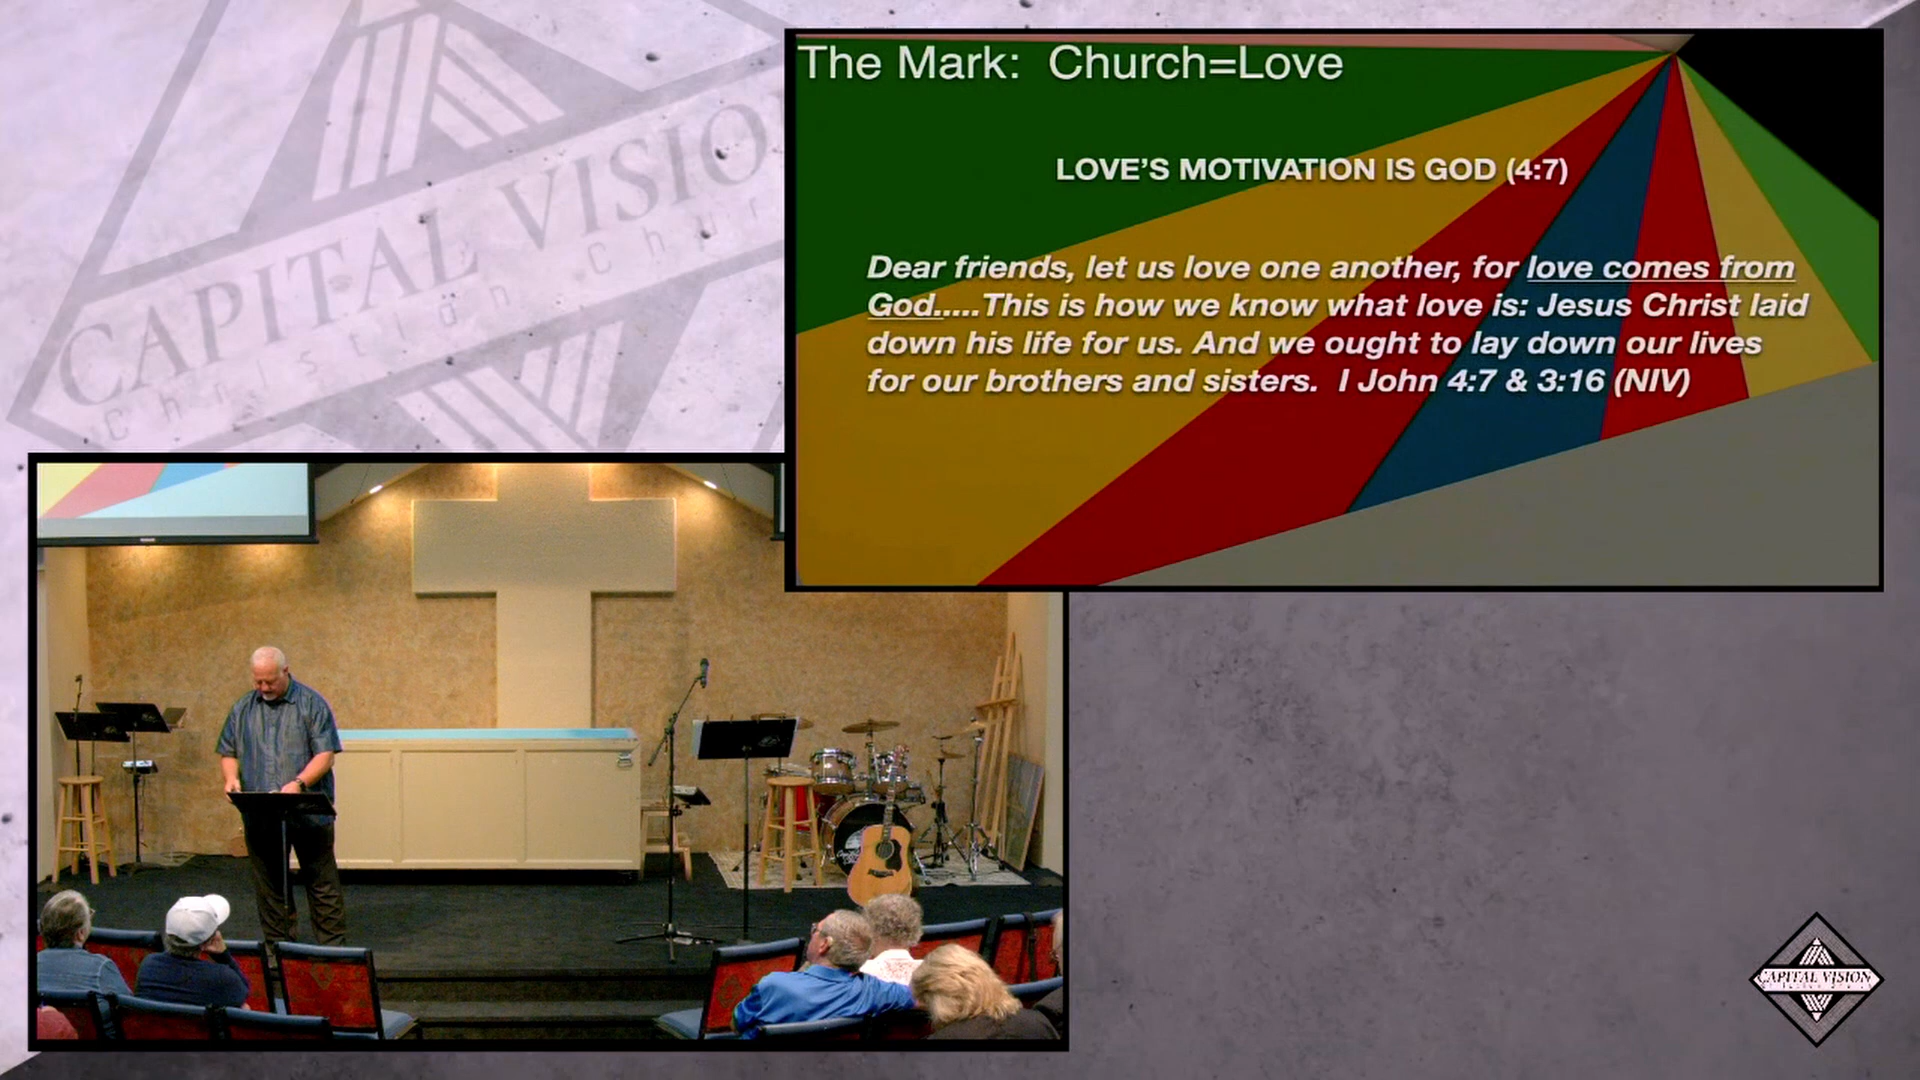 The Mark:  Church=Love
LOVE'S MOTIVATION IS GOD (4:7)
Dear friends, let us love one another, for love comes from
God.....This is how we know what love is: Jesus Christ laid
down his life for us. And we ought to lay down our lives
for our brothers and sisters.  I John 4:7 & 3:16 (NIV)
CAPITAL VISIO
Christian Chur
CAPITAL VISION